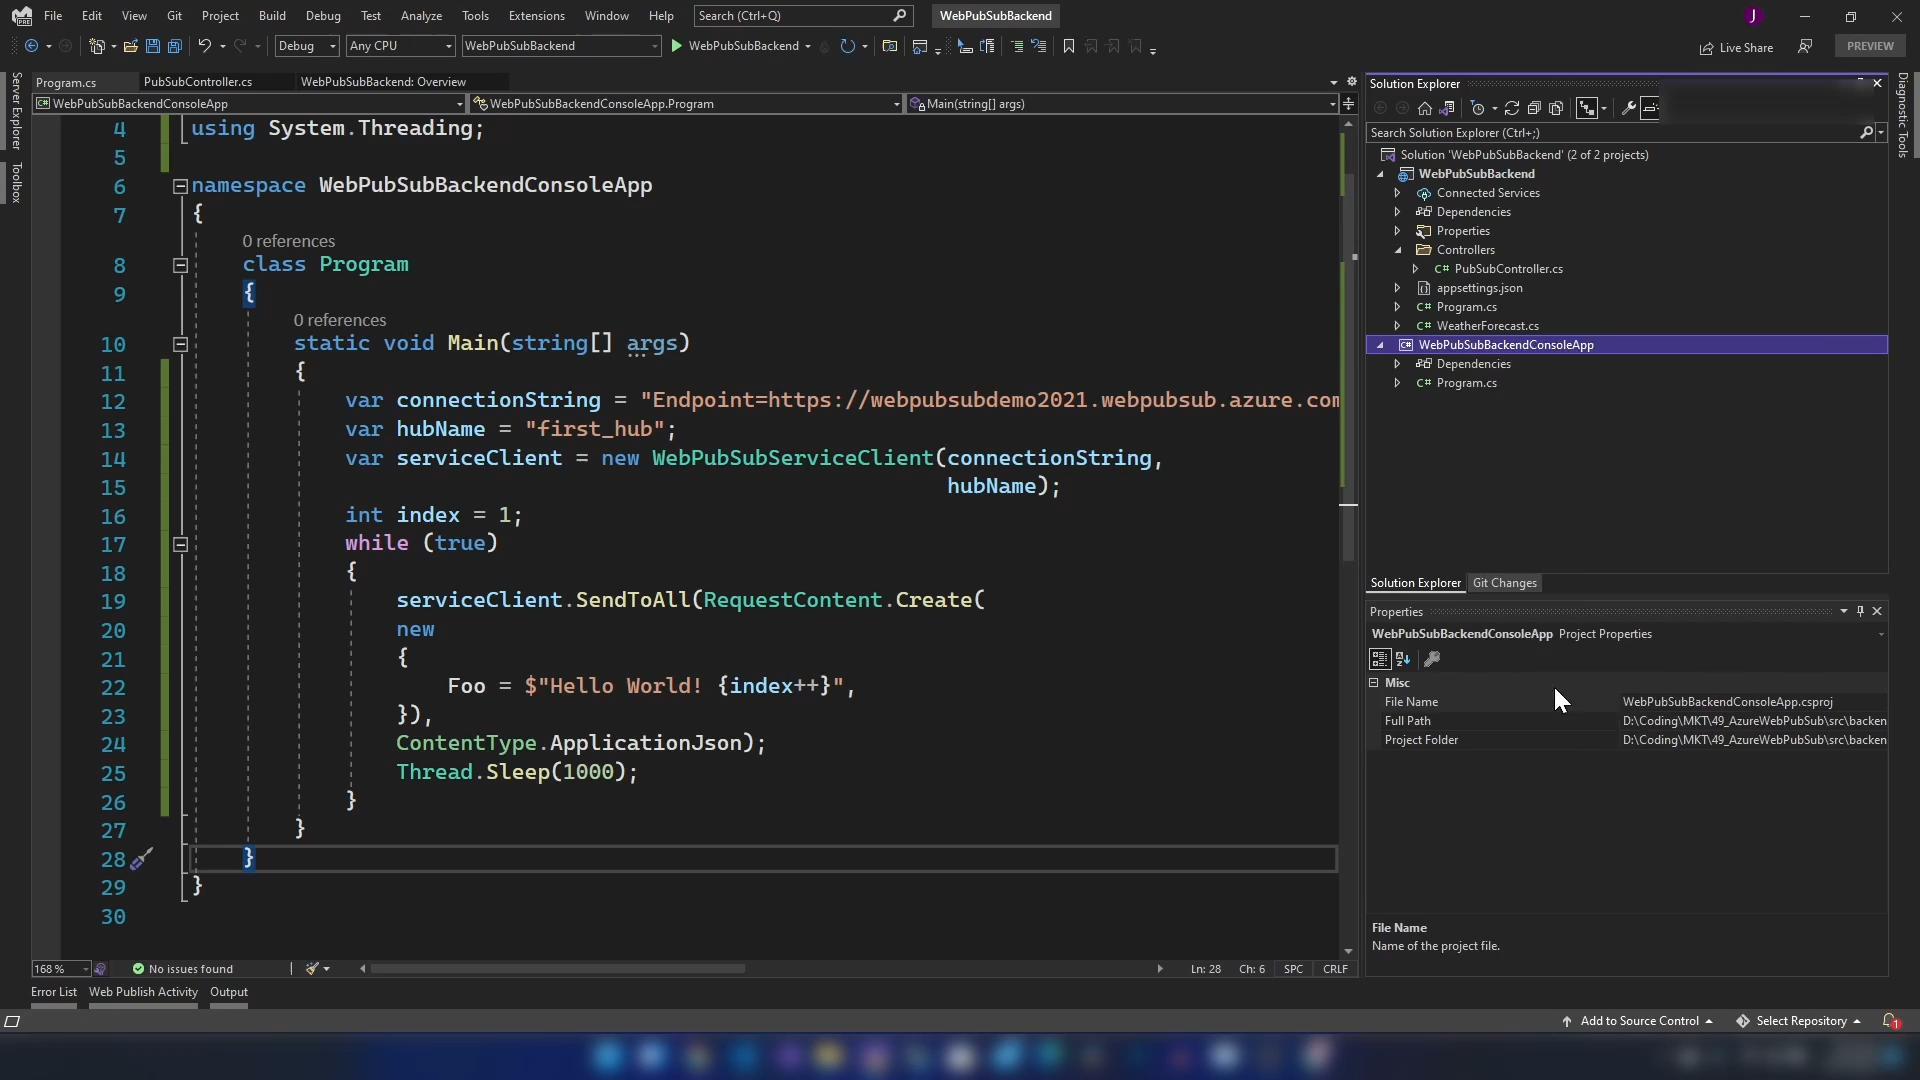 File Edit View Git Project Build Debug Test Analyze Tools Extensions Window Help Search (Ctrl+Q) WebPubSubBackend J
Debug Any CPU WebPubSubBackend WebPubSubBackend Live Share PREVIEW
Server Explorer
Toolbox
Program.cs PubSubController.cs WebPubSubBackend: Overview
WebPubSubBackendConsoleApp WebPubSubBackendConsoleApp.Program Main(string[] args)
4 using System.Threading;
5
6 namespace WebPubSubBackendConsoleApp
7 {
0 references
8 class Program
9 {
0 references
10 static void Main(string[] args)
11 {
12 var connectionString = "Endpoint=https://webpubsubdemo2021.webpubsub.azure.com
13 var hubName = "first_hub";
14 var serviceClient = new WebPubSubServiceClient(connectionString,
15 hubName);
16 int index = 1;
17 while (true)
18 {
19 serviceClient.SendToAll(RequestContent.Create(
20 new
21 {
22 Foo = $"Hello World! {index++}",
23 }),
24 ContentType.ApplicationJson);
25 Thread.Sleep(1000);
26 }
27 }
28 }
29 }
30
168 % No issues found Ln: 28 Ch: 6 SPC CRLF
Error List Web Publish Activity Output
Solution Explorer
Search Solution Explorer (Ctrl+;)
Solution 'WebPubSubBackend' (2 of 2 projects)
WebPubSubBackend
Connected Services
Dependencies
Properties
Controllers
C# PubSubController.cs
appsettings.json
C# Program.cs
C# WeatherForecast.cs
WebPubSubBackendConsoleApp
Dependencies
C# Program.cs
Solution Explorer Git Changes
Properties
WebPubSubBackendConsoleApp Project Properties
Misc
File Name WebPubSubBackendConsoleApp.csproj
Full Path D:\Coding\MKT\49_AzureWebPubSub\src\backen
Project Folder D:\Coding\MKT\49_AzureWebPubSub\src\backen
File Name
Name of the project file.
Diagnostic Tools
Add to Source Control Select Repository 1